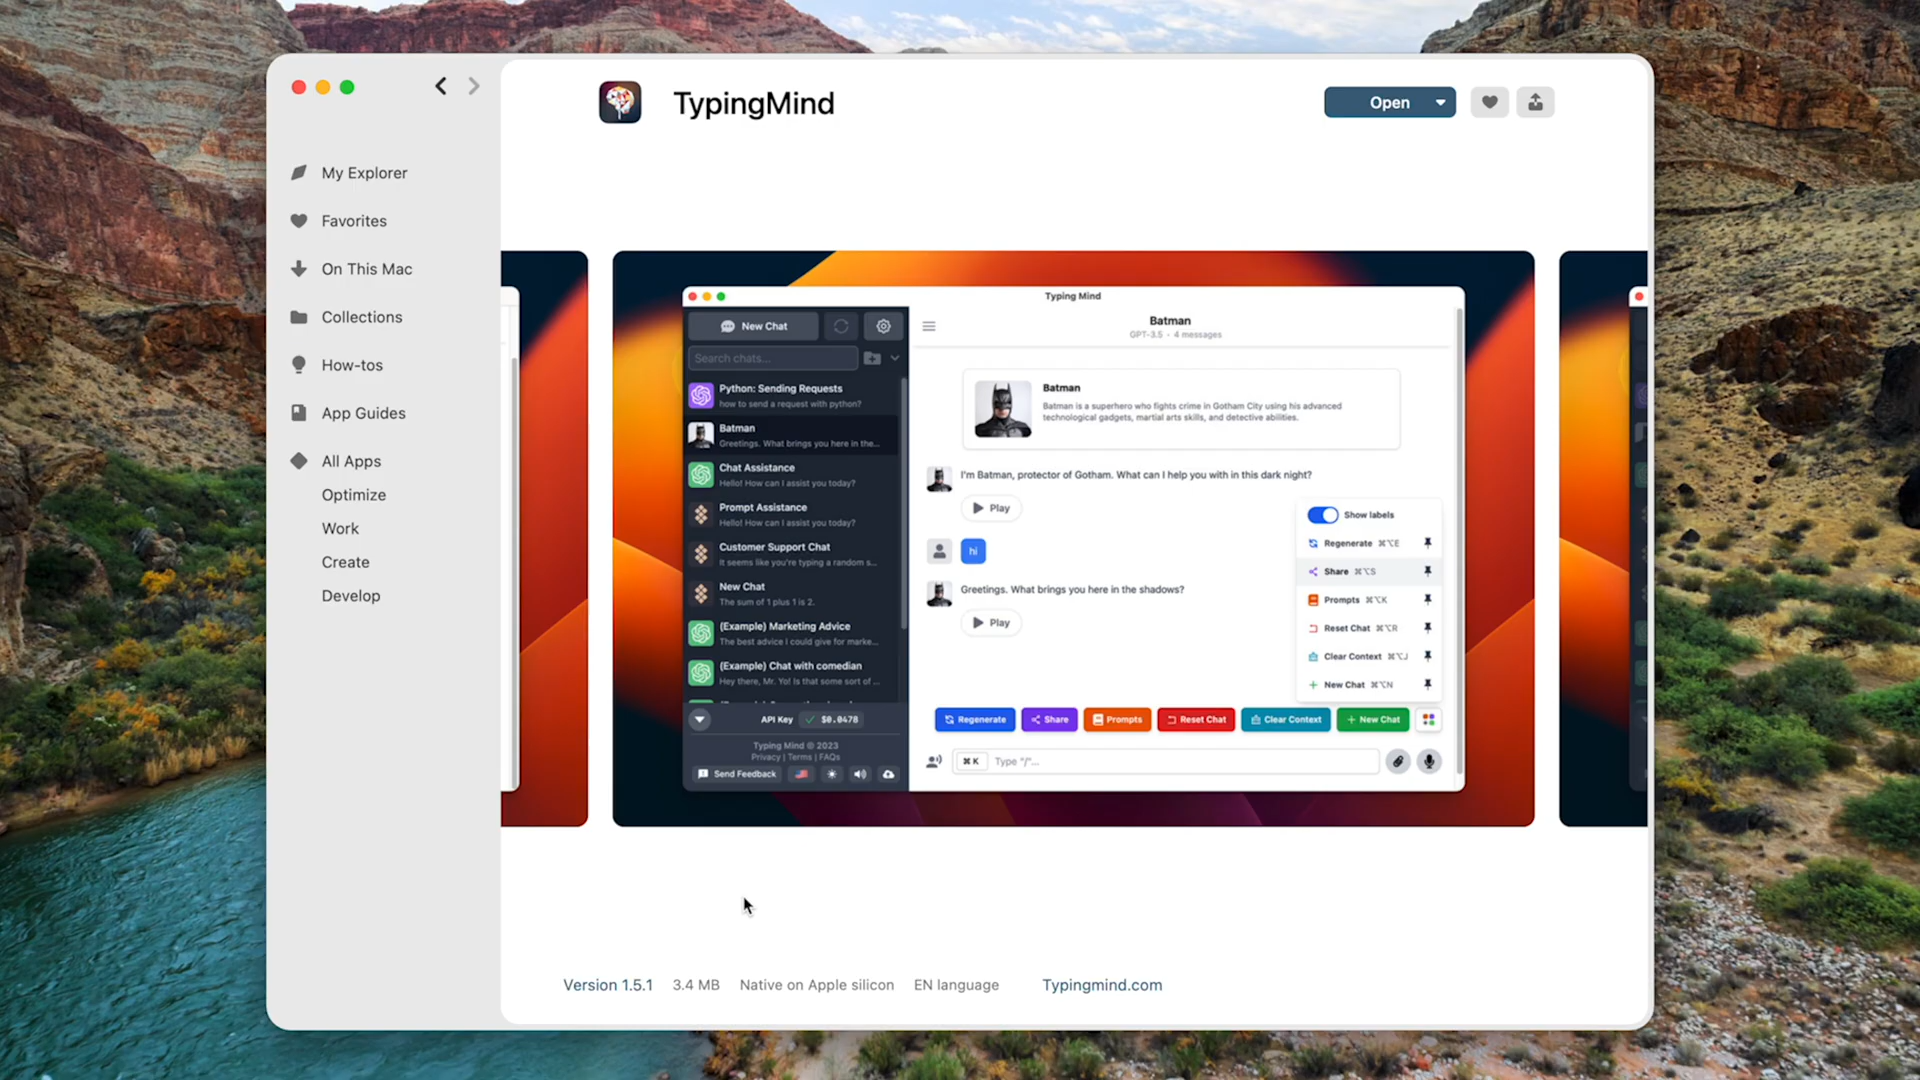 TypingMind
Open
My Explorer
Favorites
On This Mac
Collections
How-tos
App Guides
All Apps
Optimize
Work
Create
Develop
Typing Mind
New Chat
Search chats...
Python: Sending Requests
how to send a request with python?
Batman
Greetings. What brings you here in the...
Chat Assistance
Hello! How can I assist you today?
Prompt Assistance
Hello! How can I assist you today?
Customer Support Chat
It seems like you're typing a random s...
New Chat
The sum of 1 plus 1 is 2.
(Example) Marketing Advice
The best advice I could give for marke...
(Example) Chat with comedian
Hey there, Mr. Yo! Is that some sort of ...
API Key $0.0478
Typing Mind © 2023
Privacy | Terms | FAQs
Send Feedback
Batman
GPT-3.5 - 4 messages
Batman
Batman is a superhero who fights crime in Gotham City using his advanced
technological gadgets, martial arts skills, and detective abilities.
I'm Batman, protector of Gotham. What can I help you with in this dark night?
Play
hi
Greetings. What brings you here in the shadows?
Play
Show labels
Regenerate ⌘⌥E
Share ⌘⌥S
Prompts ⌘⌥K
Reset Chat ⌘⌥R
Clear Context ⌘⌥J
New Chat ⌘⌥N
Regenerate Share Prompts Reset Chat Clear Context New Chat
⌘ K Type "/"...
Version 1.5.1 3.4 MB Native on Apple silicon EN language Typingmind.com